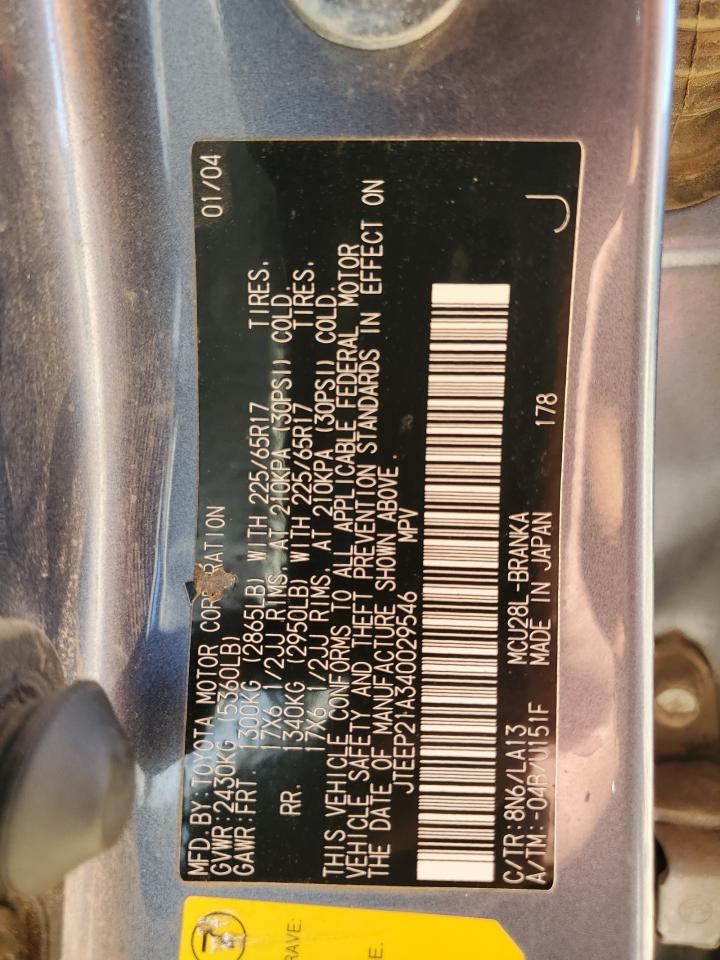 MFD.BY:TOYOTA MOTOR CORPORATION 01/04
GVWR:2430KG (5360LB)
GAWR:FRT. 1300KG (2865LB) WITH 225/65R17 TIRES,
17X6 1/2JJ RIMS, AT 210KPA (30PSI) COLD.
RR. 1340KG (2950LB) WITH 225/65R17 TIRES,
17X6 1/2JJ RIMS, AT 210KPA (30PSI) COLD.
THIS VEHICLE CONFORMS TO ALL APPLICABLE FEDERAL MOTOR
VEHICLE SAFETY AND THEFT PREVENTION STANDARDS IN EFFECT ON
THE DATE OF MANUFACTURE SHOWN ABOVE.
JTEEP21A340029546 MPV
C/TR:8N6/LA13 MCU28L-BRANKA
A/TM:-04B/U151F MADE IN JAPAN 178 J
RAVE:
E.